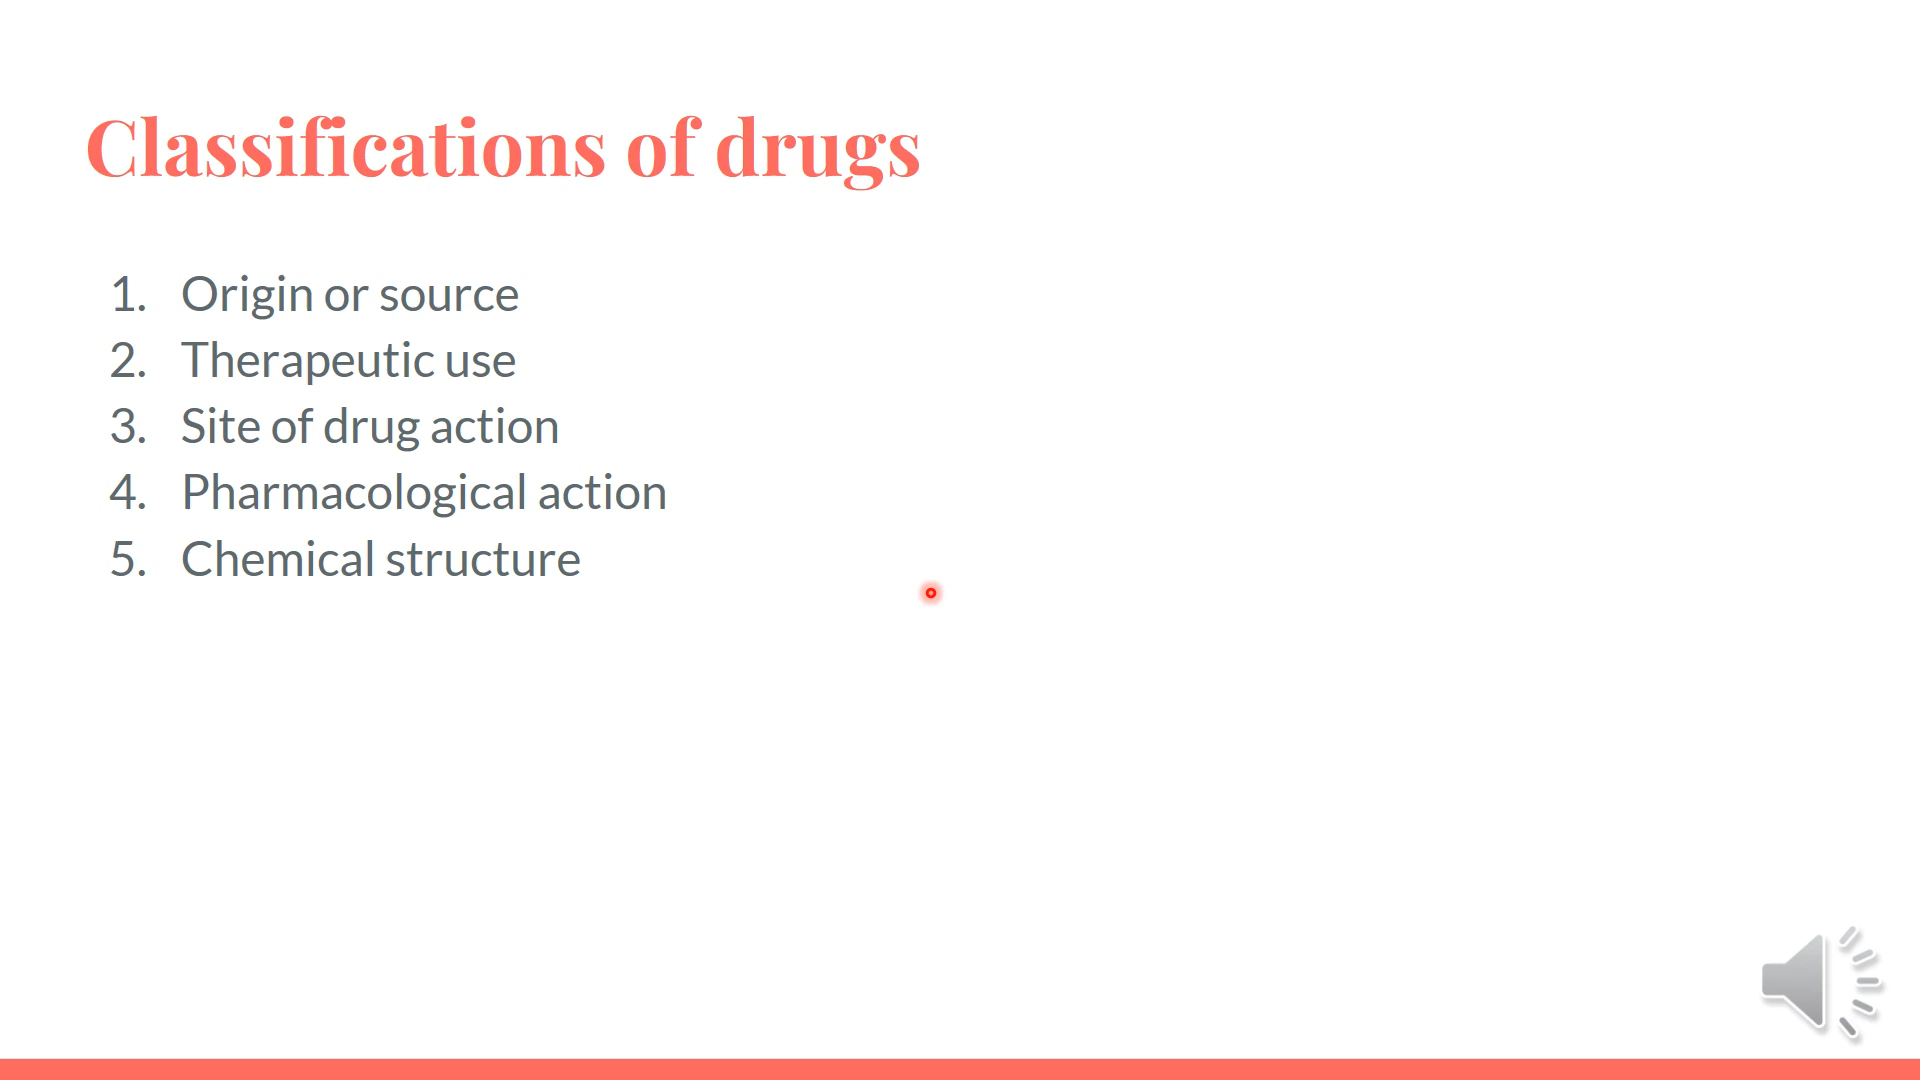 Classifications of drugs
1. Origin or source
2. Therapeutic use
3. Site of drug action
4. Pharmacological action
5. Chemical structure